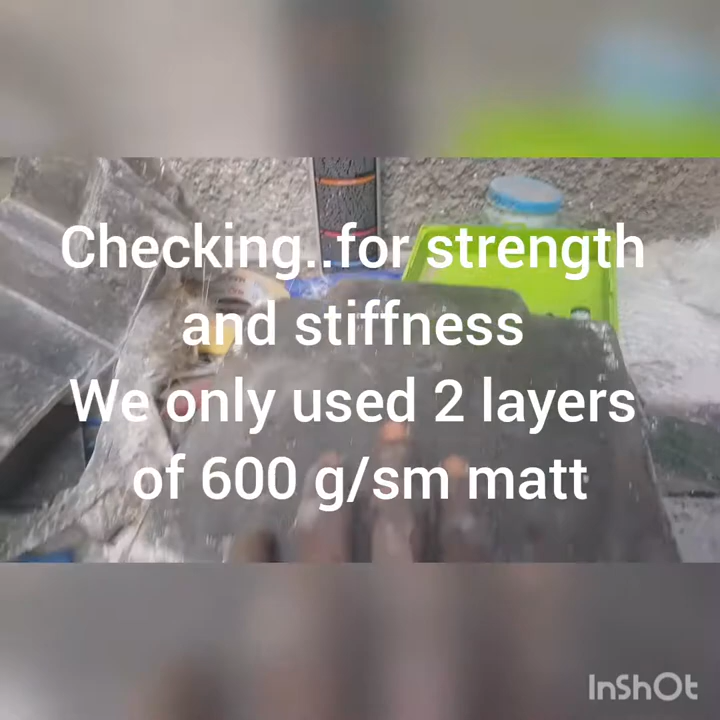 Checking..for strength
and stiffness
We only used 2 layers
of 600 g/sm matt
InShOt